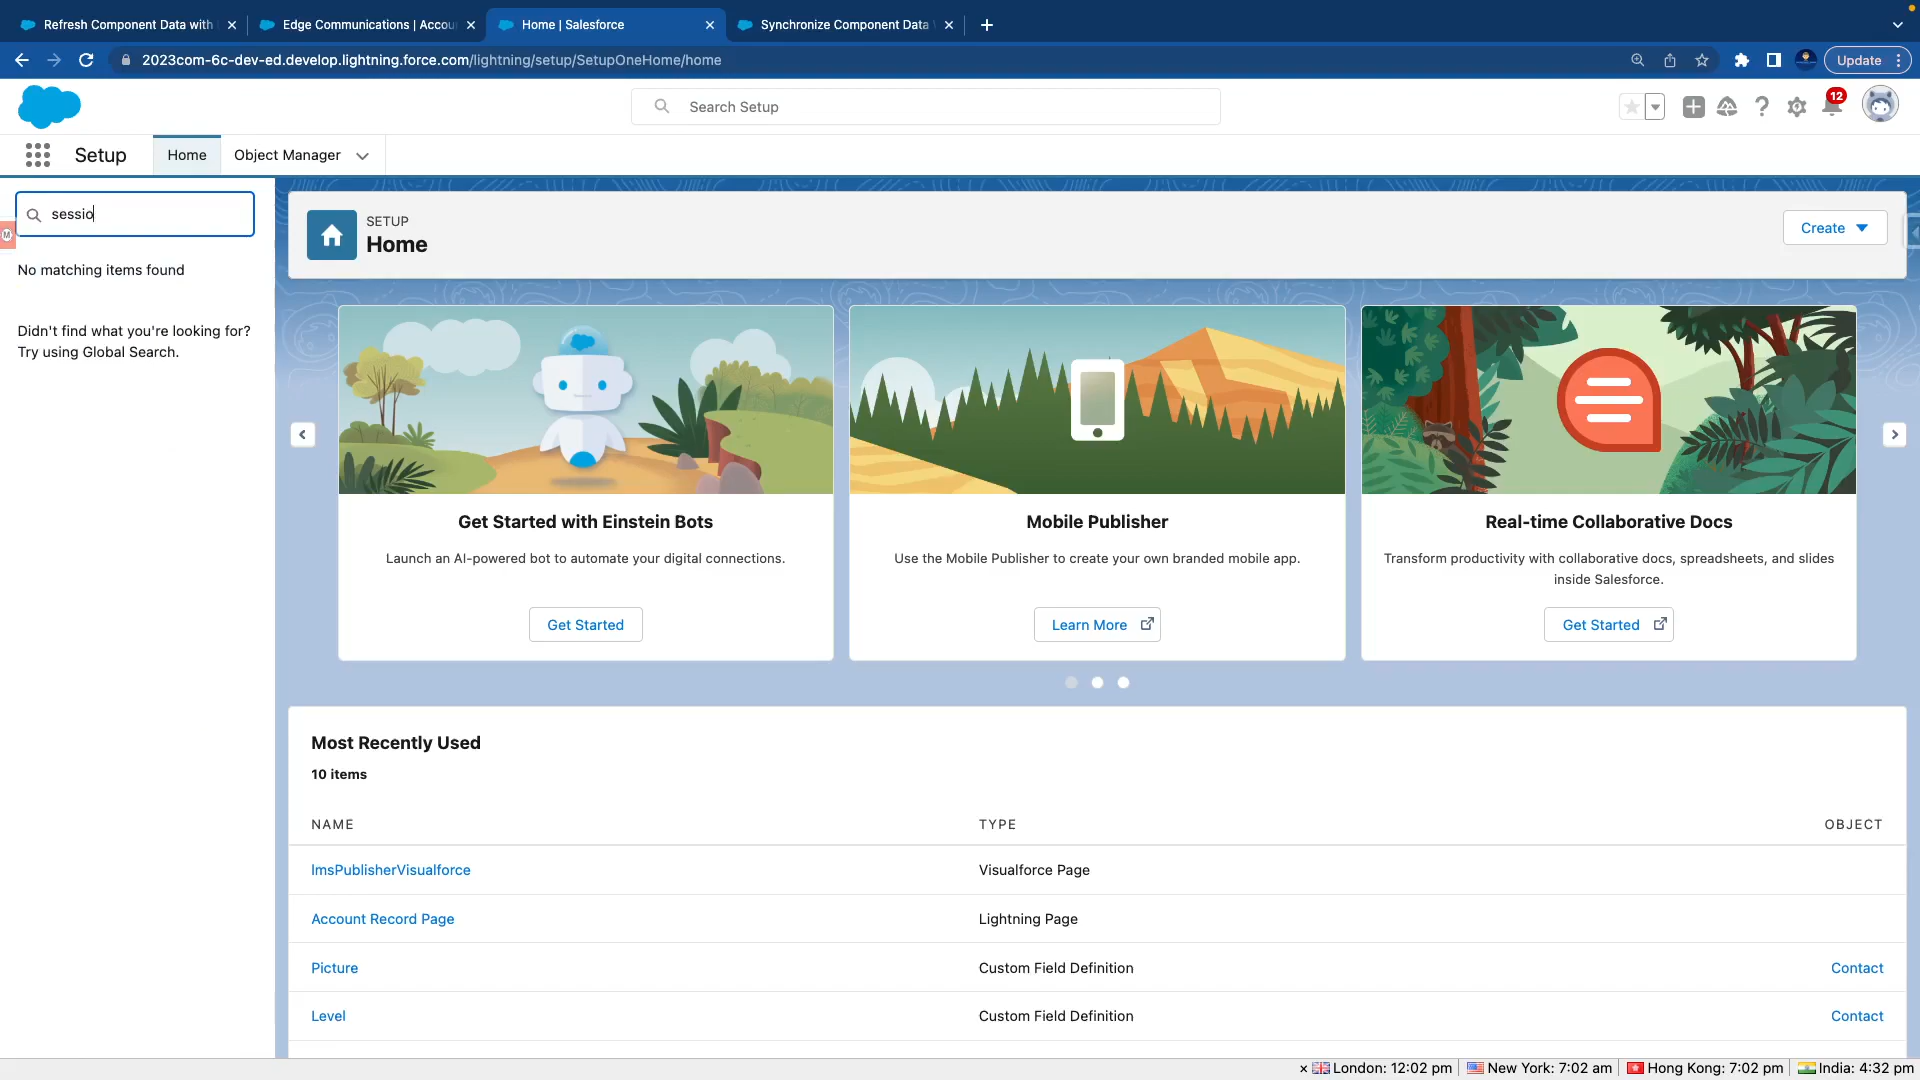 Refresh Component Data with
Edge Communications | Accou
Home | Salesforce
Synchronize Component Data
2023com-6c-dev-ed.develop.lightning.force.com/lightning/setup/SetupOneHome/home
Update
Search Setup
12
Setup
Home
Object Manager
sessio
M
No matching items found
Didn't find what you're looking for?
Try using Global Search.
SETUP
Home
Create
Get Started with Einstein Bots
Launch an AI-powered bot to automate your digital connections.
Get Started
Mobile Publisher
Use the Mobile Publisher to create your own branded mobile app.
Learn More
Real-time Collaborative Docs
Transform productivity with collaborative docs, spreadsheets, and slides
inside Salesforce.
Get Started
Most Recently Used
10 items
NAME TYPE OBJECT
lmsPublisherVisualforce Visualforce Page
Account Record Page Lightning Page
Picture Custom Field Definition Contact
Level Custom Field Definition Contact
× London: 12:02 pm New York: 7:02 am Hong Kong: 7:02 pm India: 4:32 pm